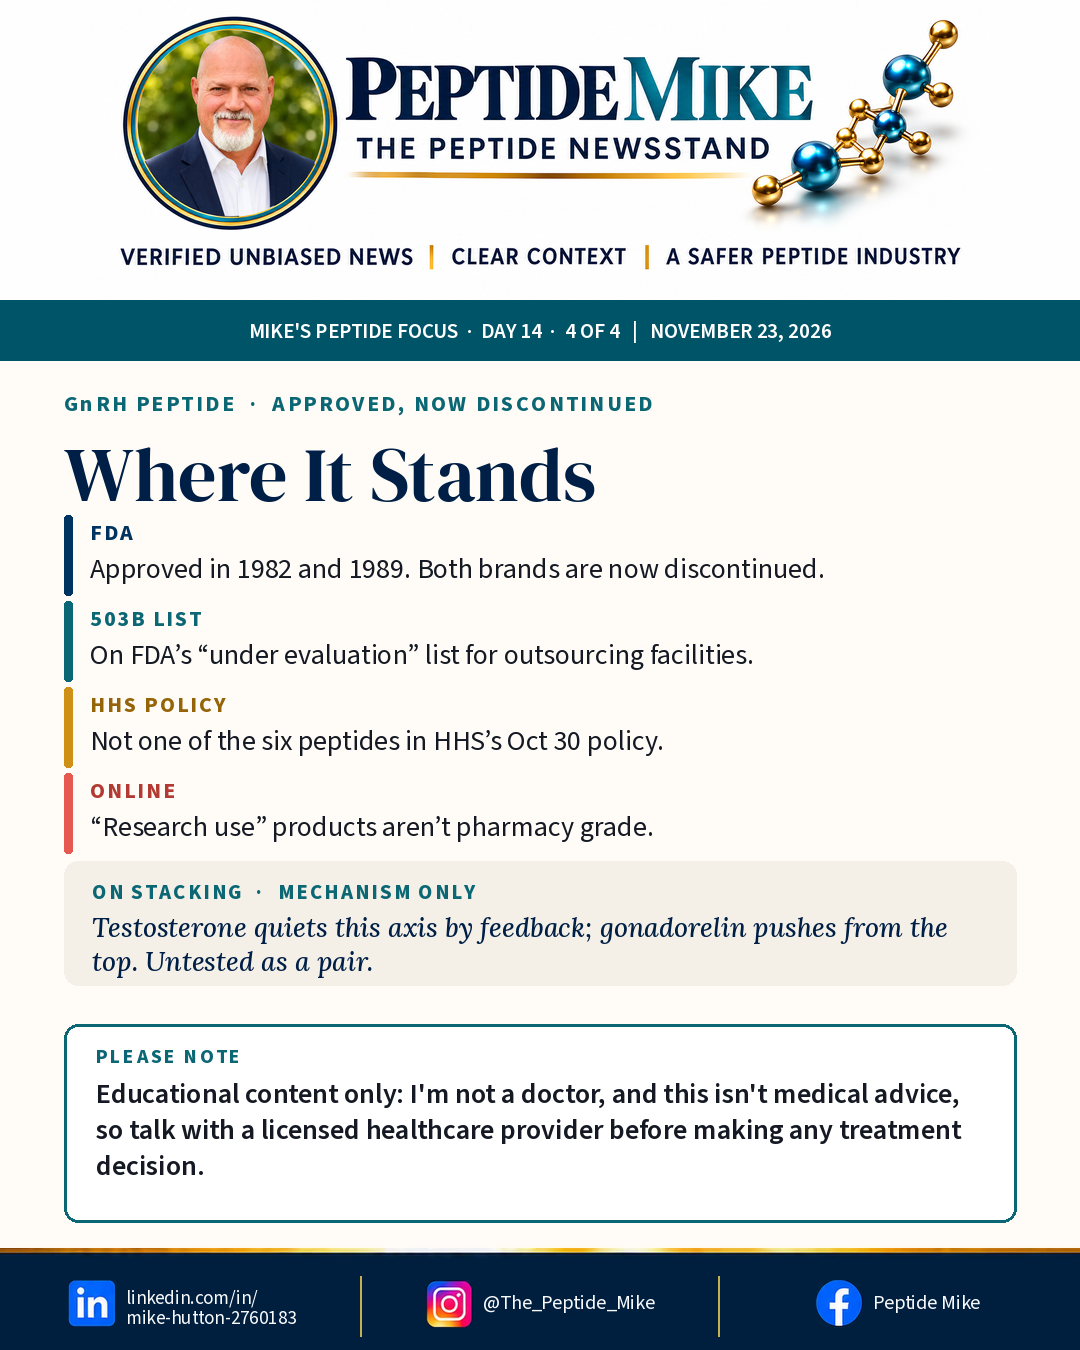 PEPTIDEMIKE
THE PEPTIDE NEWSSTAND
VERIFIED UNBIASED NEWS | CLEAR CONTEXT | A SAFER PEPTIDE INDUSTRY
MIKE'S PEPTIDE FOCUS · DAY 14 · 4 OF 4 | NOVEMBER 23, 2026
GnRH PEPTIDE · APPROVED, NOW DISCONTINUED
Where It Stands
FDA
Approved in 1982 and 1989. Both brands are now discontinued.
503B LIST
On FDA’s “under evaluation” list for outsourcing facilities.
HHS POLICY
Not one of the six peptides in HHS’s Oct 30 policy.
ONLINE
“Research use” products aren’t pharmacy grade.
ON STACKING · MECHANISM ONLY
Testosterone quiets this axis by feedback; gonadorelin pushes from the
top. Untested as a pair.
PLEASE NOTE
Educational content only: I'm not a doctor, and this isn't medical advice,
so talk with a licensed healthcare provider before making any treatment
decision.
linkedin.com/in/
mike-hutton-2760183
@The_Peptide_Mike
Peptide Mike